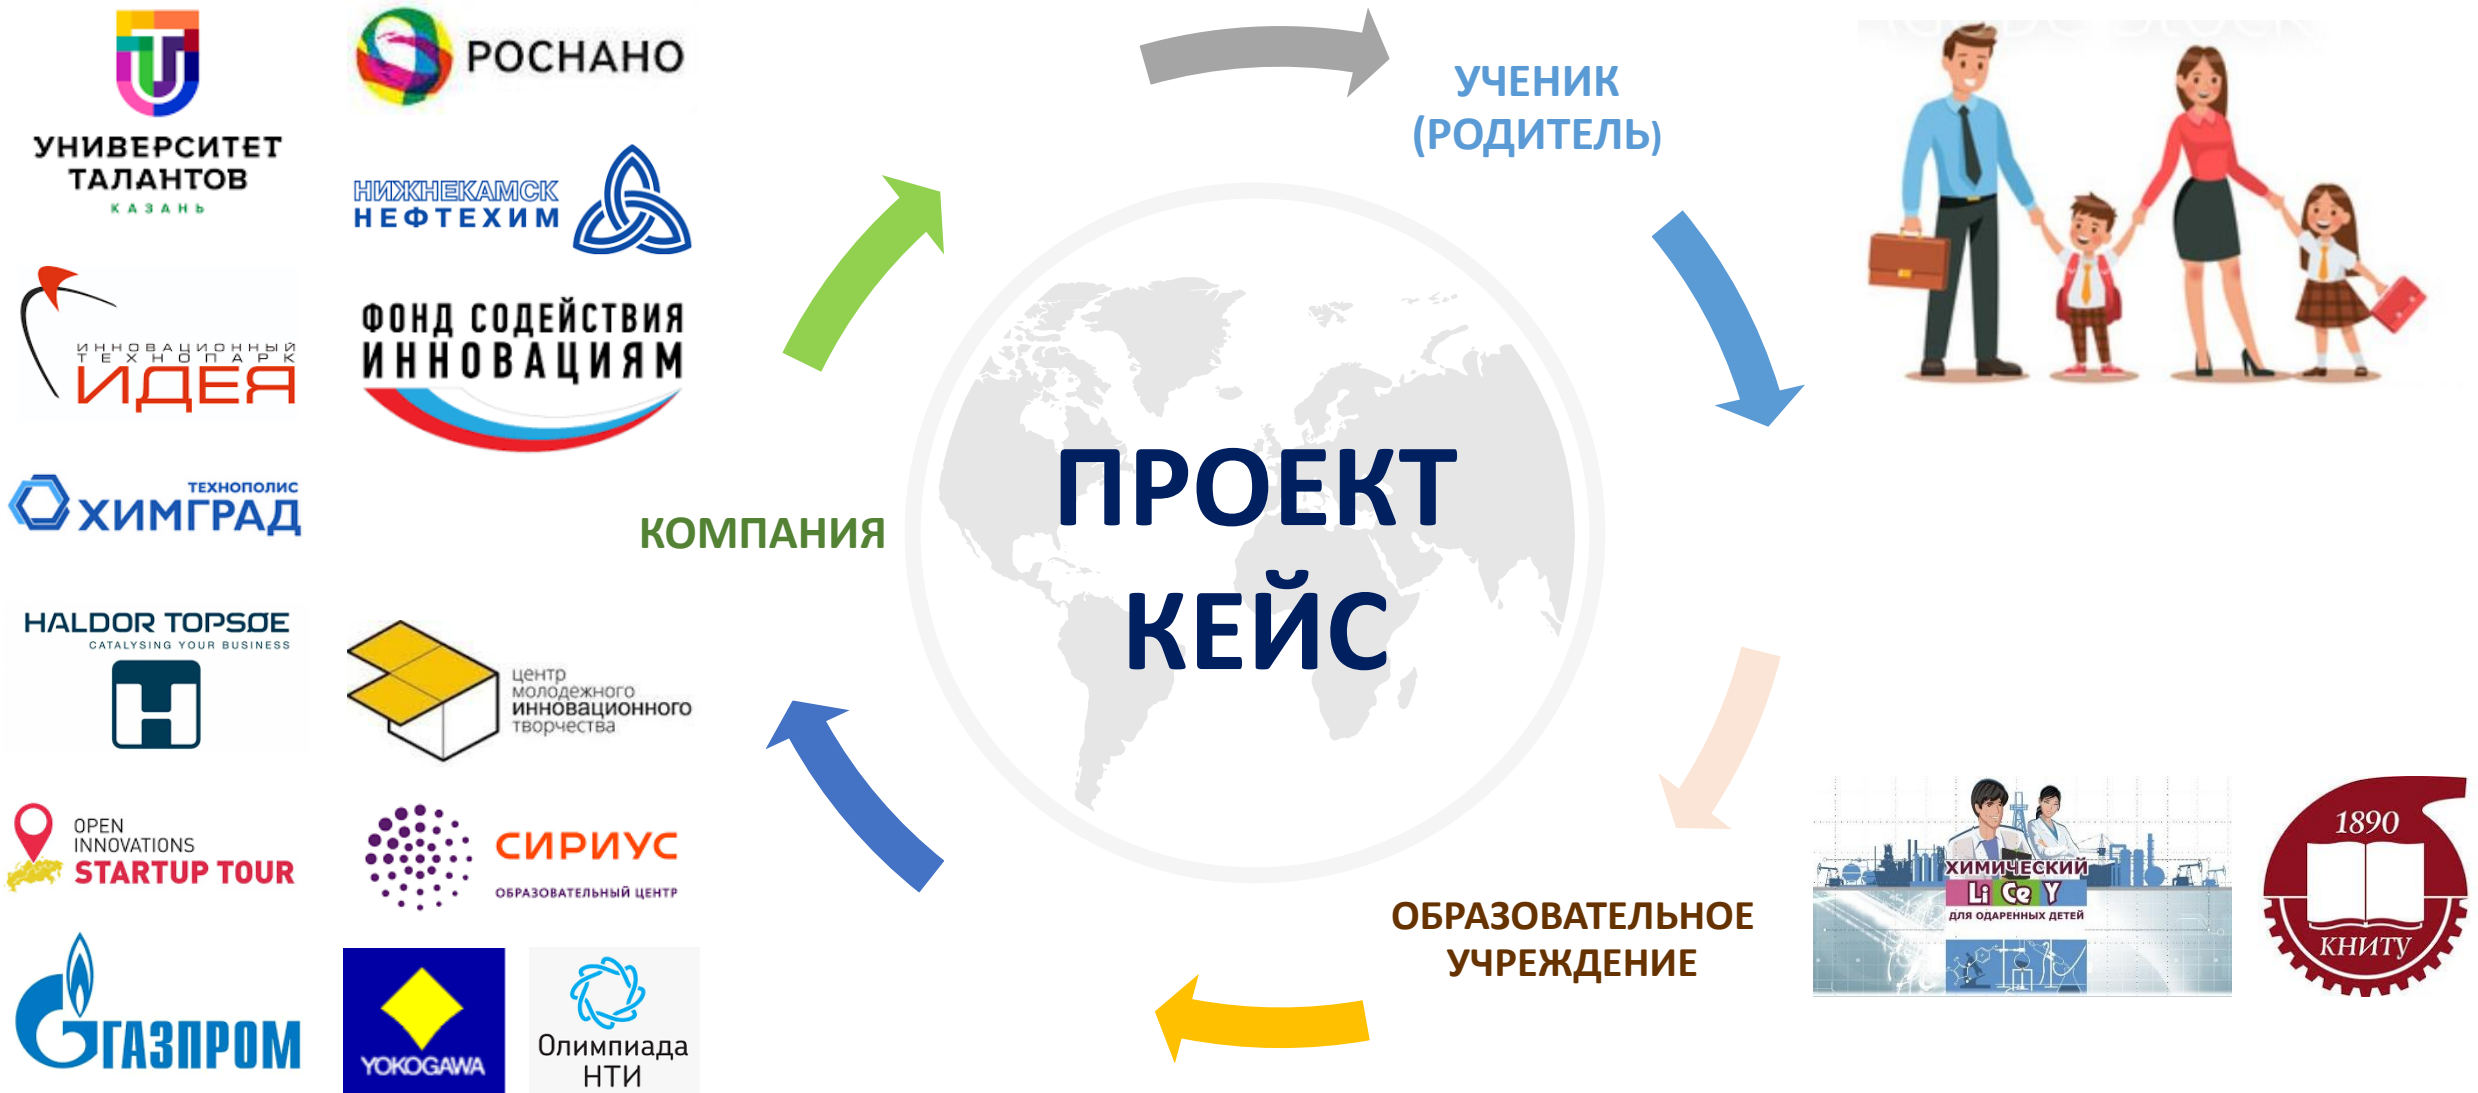 УНИВЕРСИТЕТ
ТАЛАНТОВ
КАЗАНЬ
РОСНАНО
НИЖНЕКАМСК
НЕФТЕХИМ
ИННОВАЦИОННЫЙ
ТЕХНОПАРК
ИДЕЯ
ФОНД СОДЕЙСТВИЯ
ИННОВАЦИЯМ
ТЕХНОПОЛИС
ХИМГРАД
HALDOR TOPSØE
CATALYSING YOUR BUSINESS
центр
молодежного
инновационного
творчества
OPEN
INNOVATIONS
STARTUP TOUR
СИРИУС
ОБРАЗОВАТЕЛЬНЫЙ ЦЕНТР
ГАЗПРОМ
YOKOGAWA
Олимпиада
НТИ
КОМПАНИЯ
УЧЕНИК
(РОДИТЕЛЬ)
ПРОЕКТ
КЕЙС
ОБРАЗОВАТЕЛЬНОЕ
УЧРЕЖДЕНИЕ
ХИМИЧЕСКИЙ
Li Ce Y
ДЛЯ ОДАРЕННЫХ ДЕТЕЙ
1890
КНИТУ